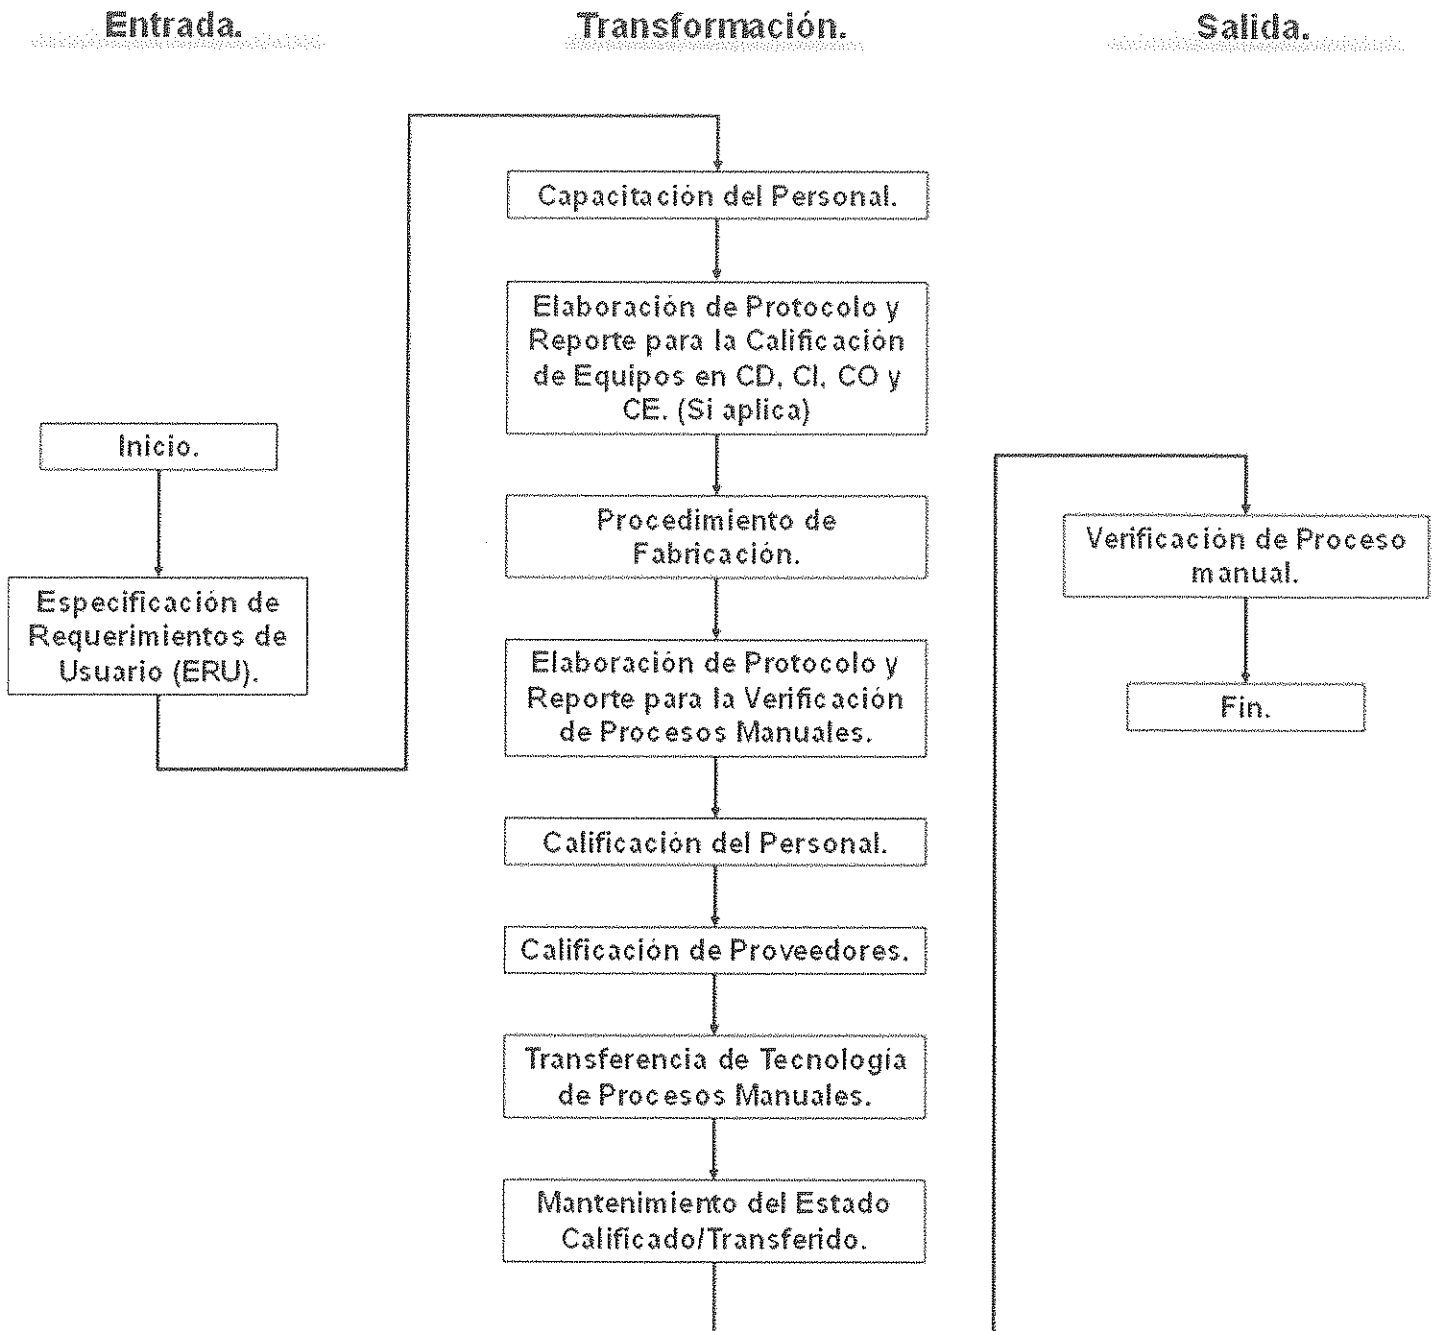 Entrada.
Transformación.
Salida.
Inicio.
Especificación de
Requerimientos de
Usuario (ERU).
Capacitación del Personal.
Elaboración de Protocolo y
Reporte para la Calificación
de Equipos en CD, CI, CO y
CE. (Si aplica)
Procedimiento de
Fabricación.
Elaboración de Protocolo y
Reporte para la Verificación
de Procesos Manuales.
Calificación del Personal.
Calificación de Proveedores.
Transferencia de Tecnología
de Procesos Manuales.
Mantenimiento del Estado
Calificado/Transferido.
Verificación de Proceso
manual.
Fin.